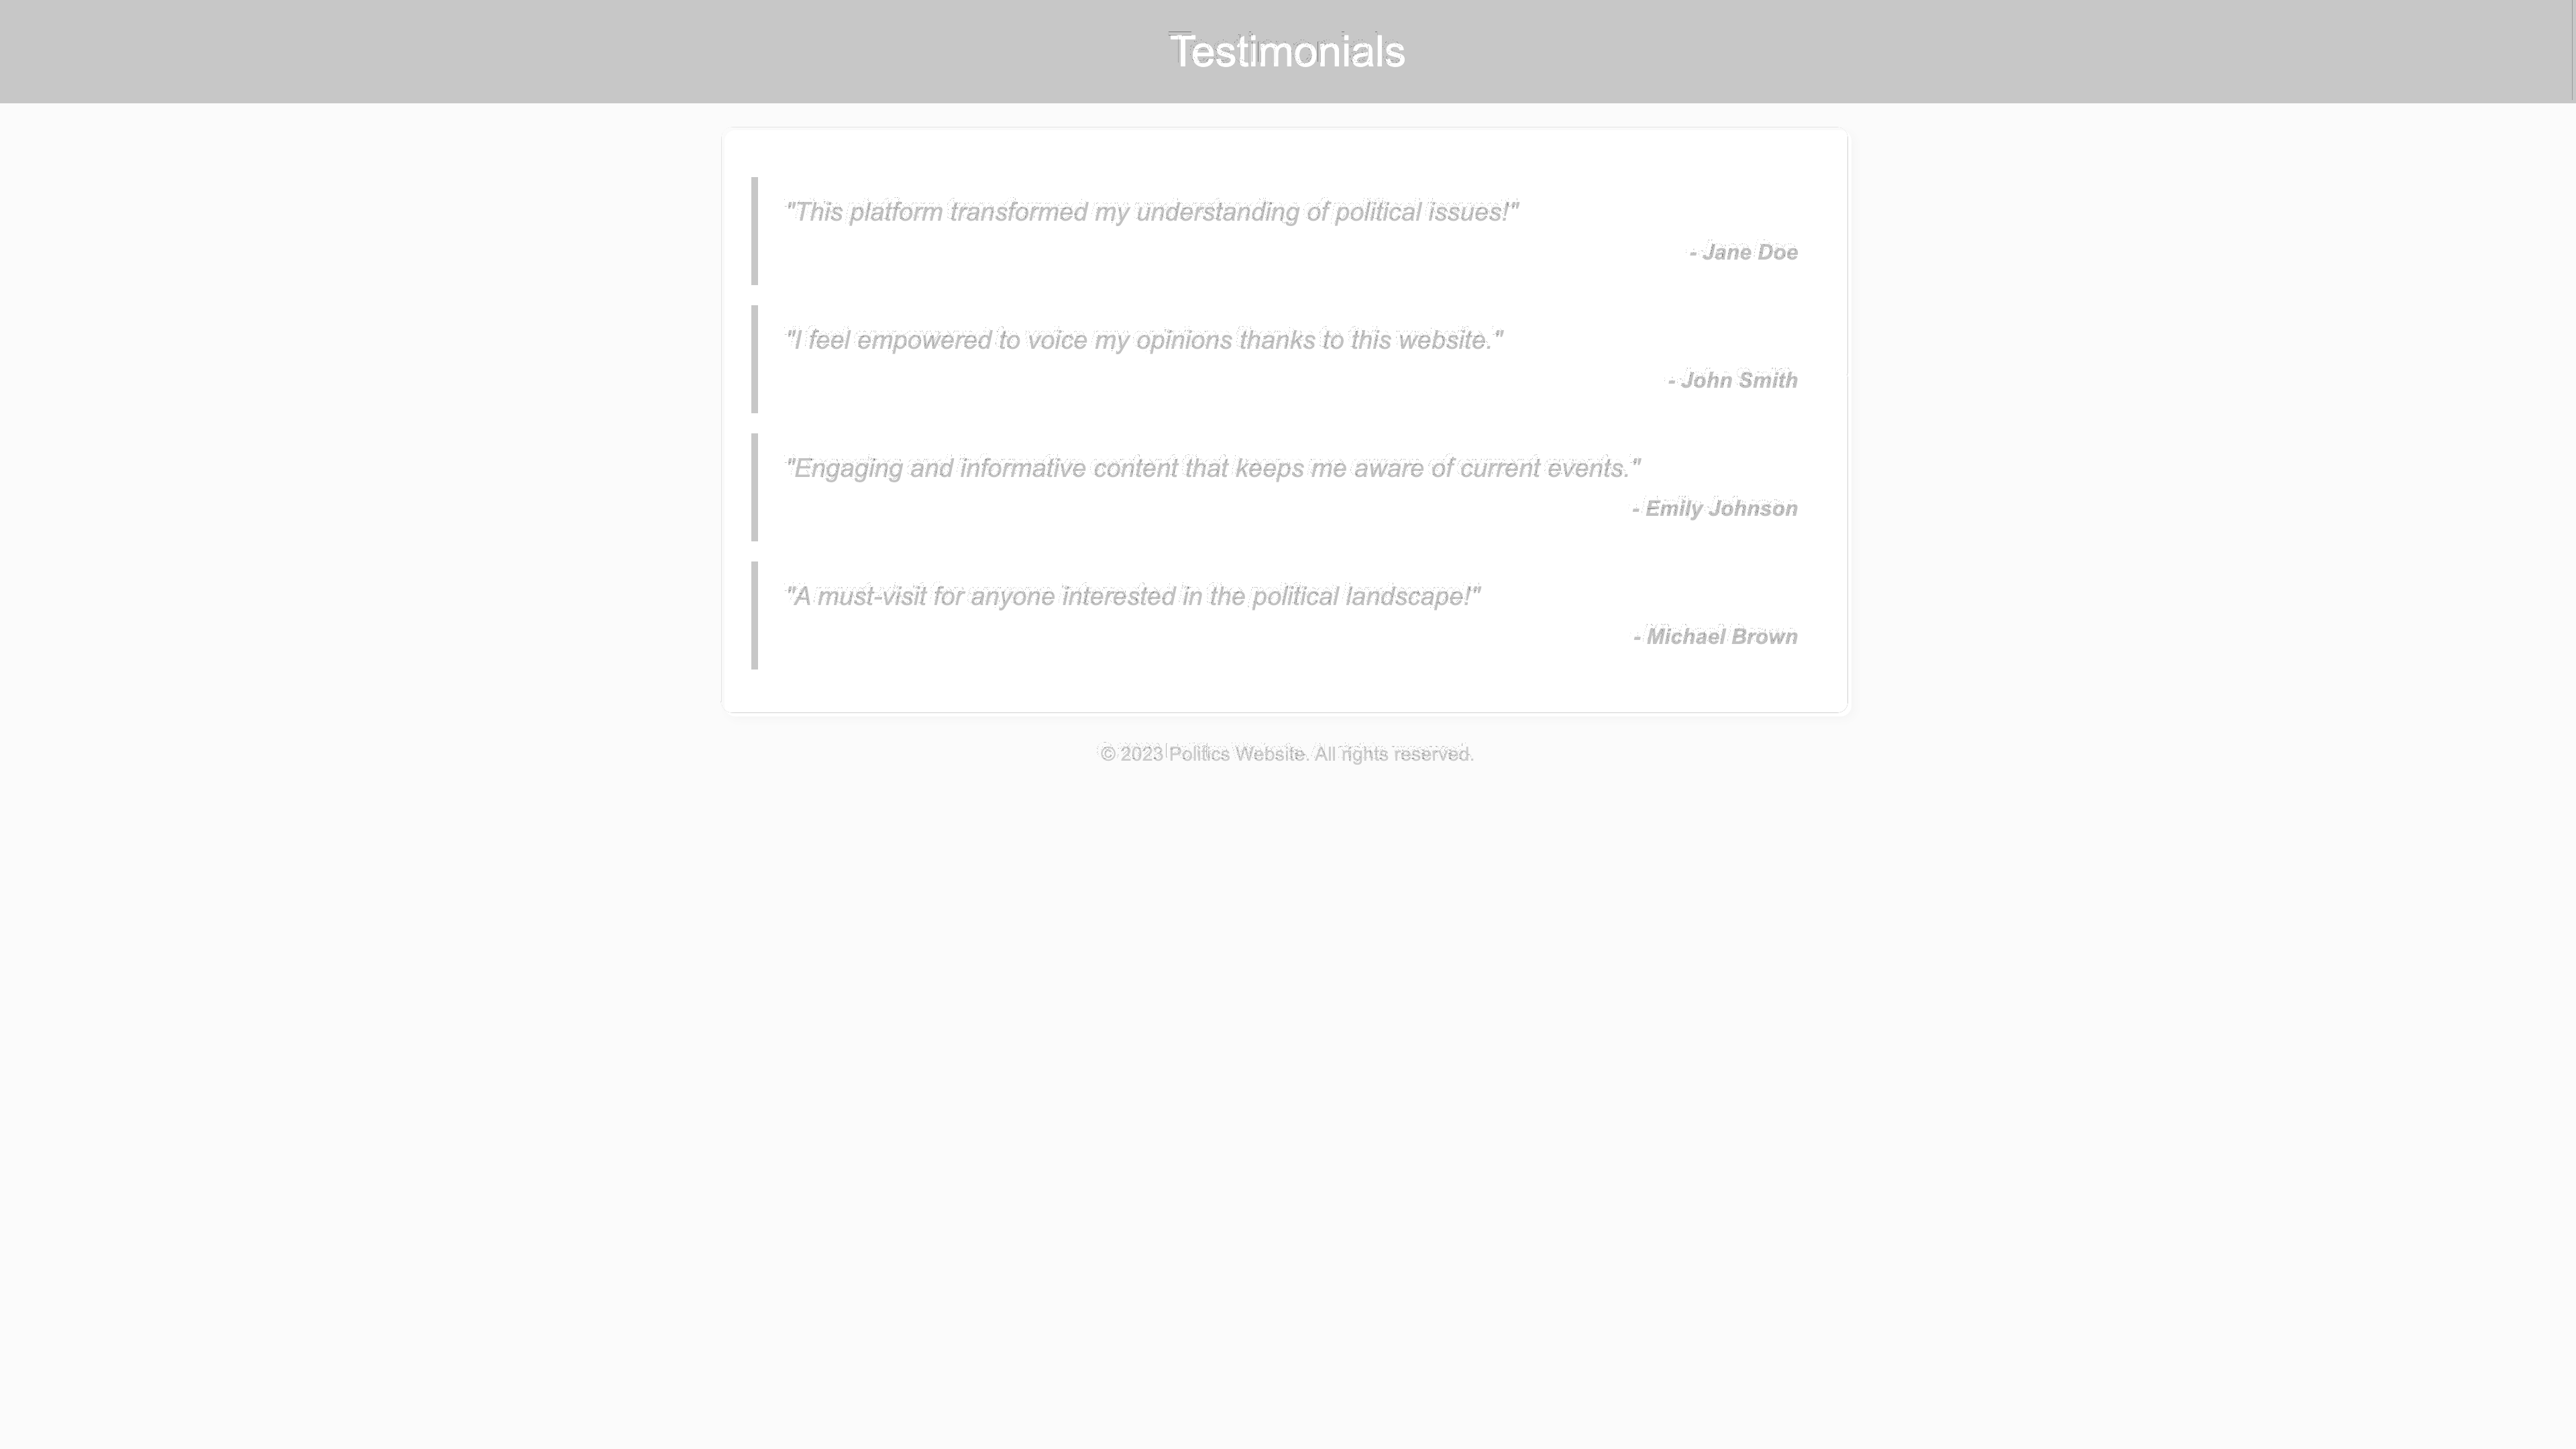 Testimonials
"This platform transformed my understanding of political issues!"
- Jane Doe
"I feel empowered to voice my opinions thanks to this website."
- John Smith
"Engaging and informative content that keeps me aware of current events."
- Emily Johnson
"A must-visit for anyone interested in the political landscape!"
- Michael Brown
© 2023 Politics Website. All rights reserved.